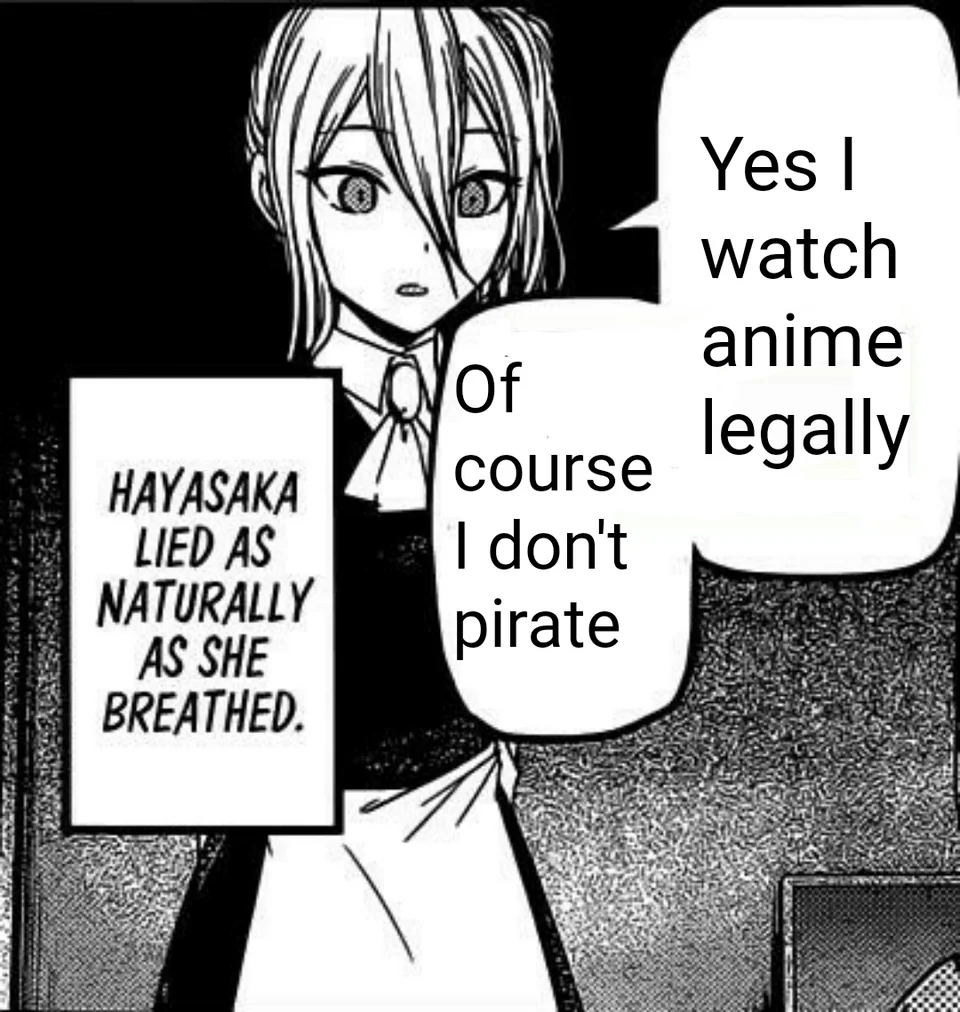 Yes I
watch
anime
legally
Of
course
I don't
pirate
HAYASAKA
LIED AS
NATURALLY
AS SHE
BREATHED.